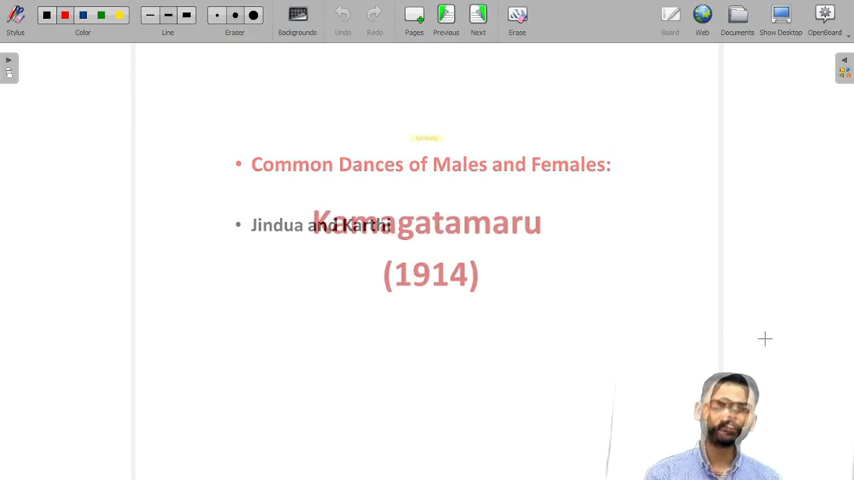 Stylus
Color
Line
Eraser
Backgrounds
Undo
Redo
Pages
Previous
Next
Erase
Board
Web
Documents
Show Desktop
OpenBoard
• Common Dances of Males and Females:
• Jindua and Karthi
Kamagatamaru
(1914)